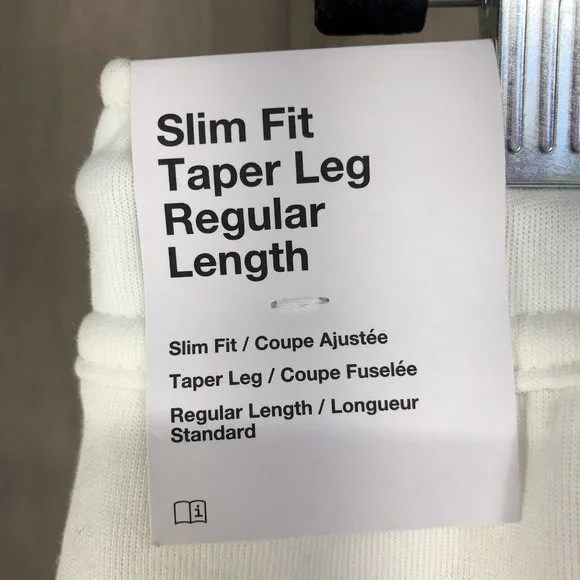 Slim Fit
Taper Leg
Regular
Length
Slim Fit / Coupe Ajustée
Taper Leg / Coupe Fuselée
Regular Length / Longueur
Standard
i